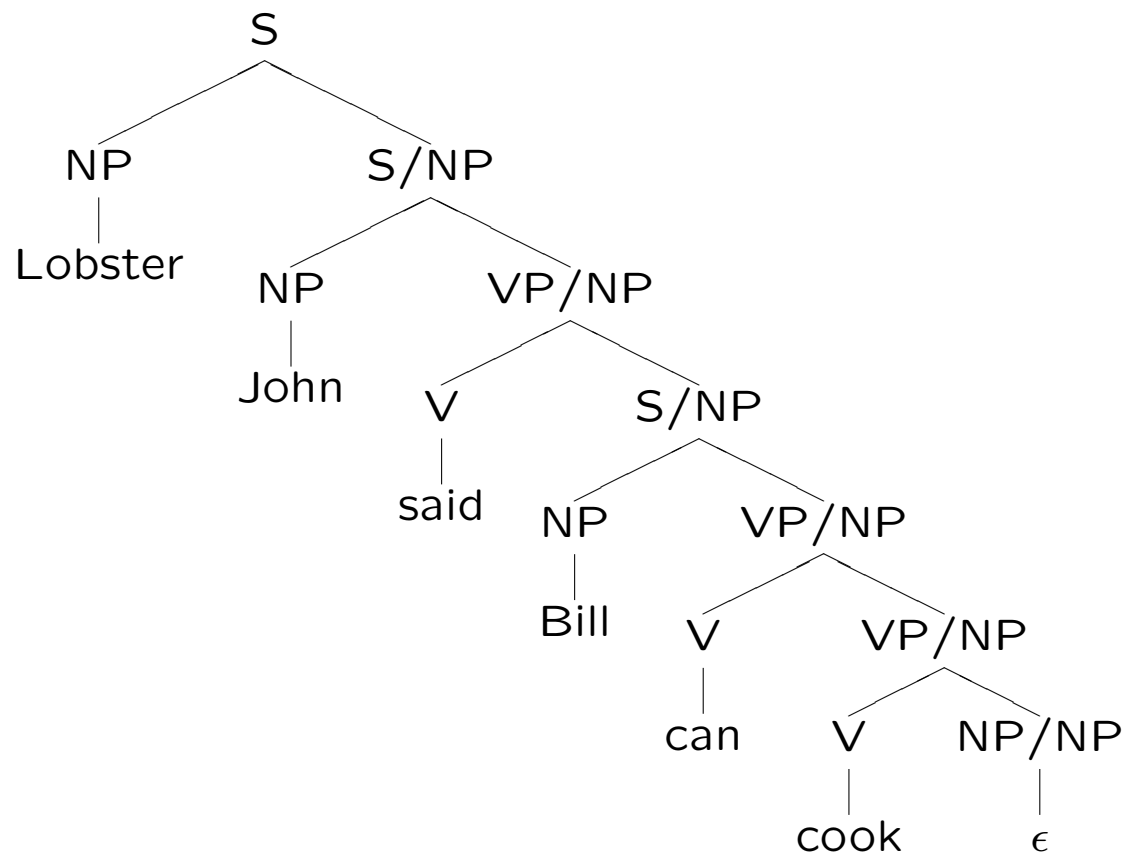 S
NP S/NP
Lobster
NP VP/NP
John
V S/NP
said
NP VP/NP
Bill
V VP/NP
can
V NP/NP
cook ϵ